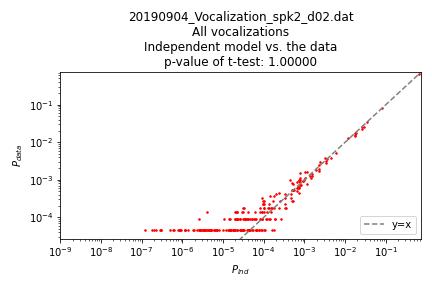 20190904_Vocalization_spk2_d02.dat
All vocalizations
Independent model vs. the data
p-value of t-test: 1.00000
10⁻¹
10⁻²
10⁻³
10⁻⁴
P_data
10⁻⁹ 10⁻⁸ 10⁻⁷ 10⁻⁶ 10⁻⁵ 10⁻⁴ 10⁻³ 10⁻² 10⁻¹
P_ind
y=x